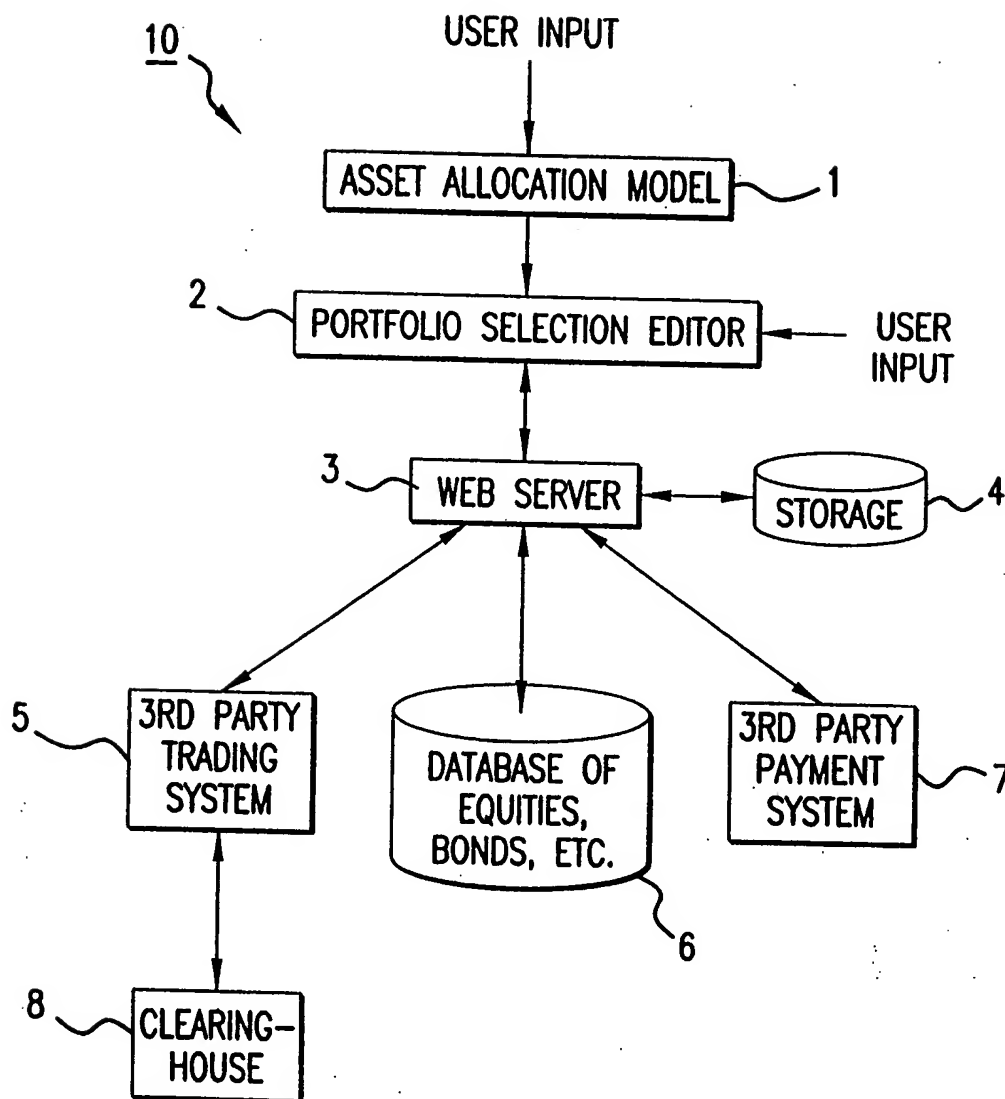 10
USER INPUT
ASSET ALLOCATION MODEL
1
2
PORTFOLIO SELECTION EDITOR
USER
INPUT
3
WEB SERVER
STORAGE
4
5
3RD PARTY
TRADING
SYSTEM
DATABASE OF
EQUITIES,
BONDS, ETC.
6
3RD PARTY
PAYMENT
SYSTEM
7
8
CLEARING-
HOUSE